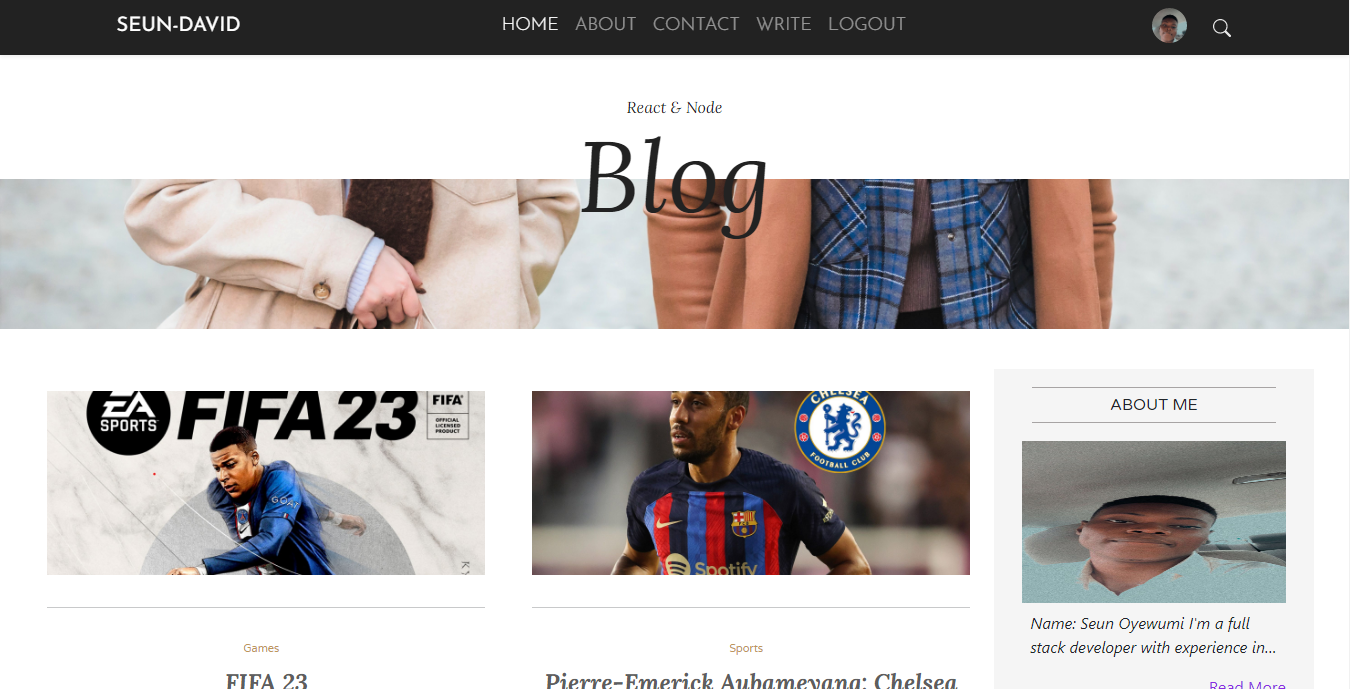 SEUN-DAVID
HOME ABOUT CONTACT WRITE LOGOUT
React & Node
Blog
EA
SPORTS
FIFA 23
FIFA
OFFICIAL
LICENSED
PRODUCT
GOAT
CHELSEA
FOOTBALL CLUB
Spotify
ABOUT ME
Name: Seun Oyewumi I'm a full
stack developer with experience in...
Read More
Games
FIFA 23
Sports
Pierre-Emerick Aubameyang: Chelsea